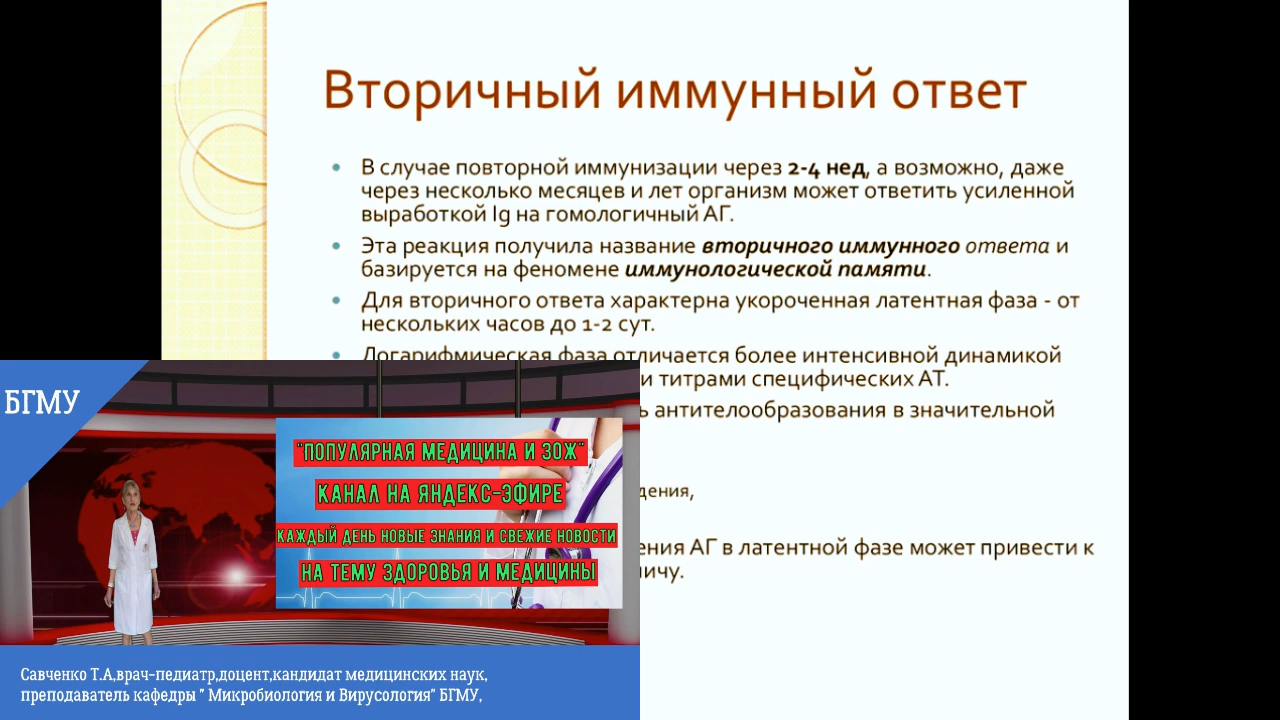 Вторичный иммунный ответ
В случае повторной иммунизации через 2-4 нед, а возможно, даже
через несколько месяцев и лет организм может ответить усиленной
выработкой Ig на гомологичный АГ.
Эта реакция получила название вторичного иммунного ответа и
базируется на феномене иммунологической памяти.
Для вторичного ответа характерна укороченная латентная фаза - от
нескольких часов до 1-2 сут.
Логарифмическая фаза отличается более интенсивной динамикой
и титрами специфических АТ.
антителообразования в значительной
АГ в латентной фазе может привести к
БГМУ
"ПОПУЛЯРНАЯ МЕДИЦИНА И ЗОЖ"
КАНАЛ НА ЯНДЕКС-ЭФИРЕ
КАЖДЫЙ ДЕНЬ НОВЫЕ ЗНАНИЯ И СВЕЖИЕ НОВОСТИ
НА ТЕМУ ЗДОРОВЬЯ И МЕДИЦИНЫ
Савченко Т.А,врач-педиатр,доцент,кандидат медицинских наук,
преподаватель кафедры " Микробиология и Вирусология" БГМУ,